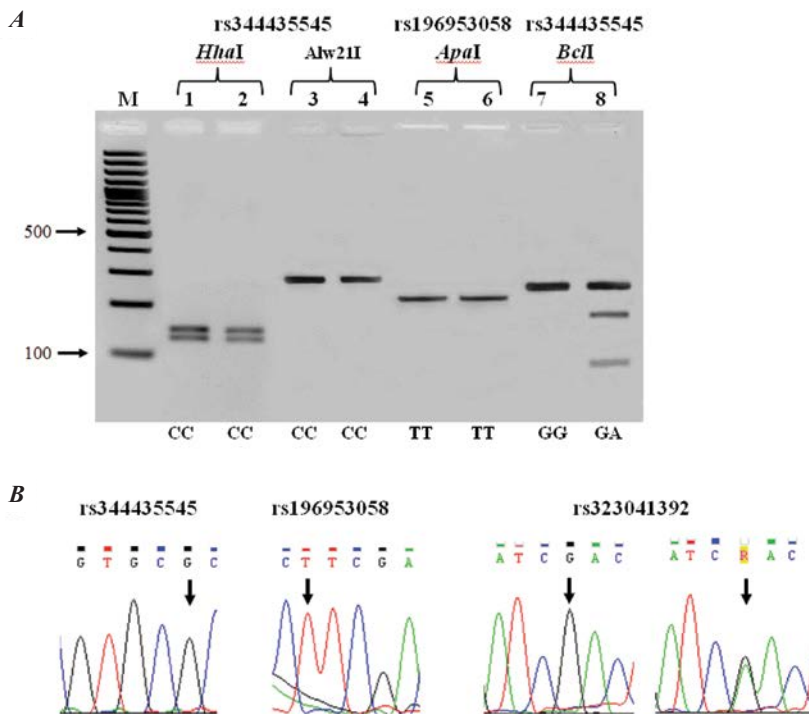 A
rs344435545 rs196953058 rs344435545
HhaI Alw21I ApaI BclI
M 1 2 3 4 5 6 7 8
500
100
CC CC CC CC TT TT GG GA
B
rs344435545 rs196953058 rs323041392
G T G C G C C T T C G A A T C G A C A T C R A C